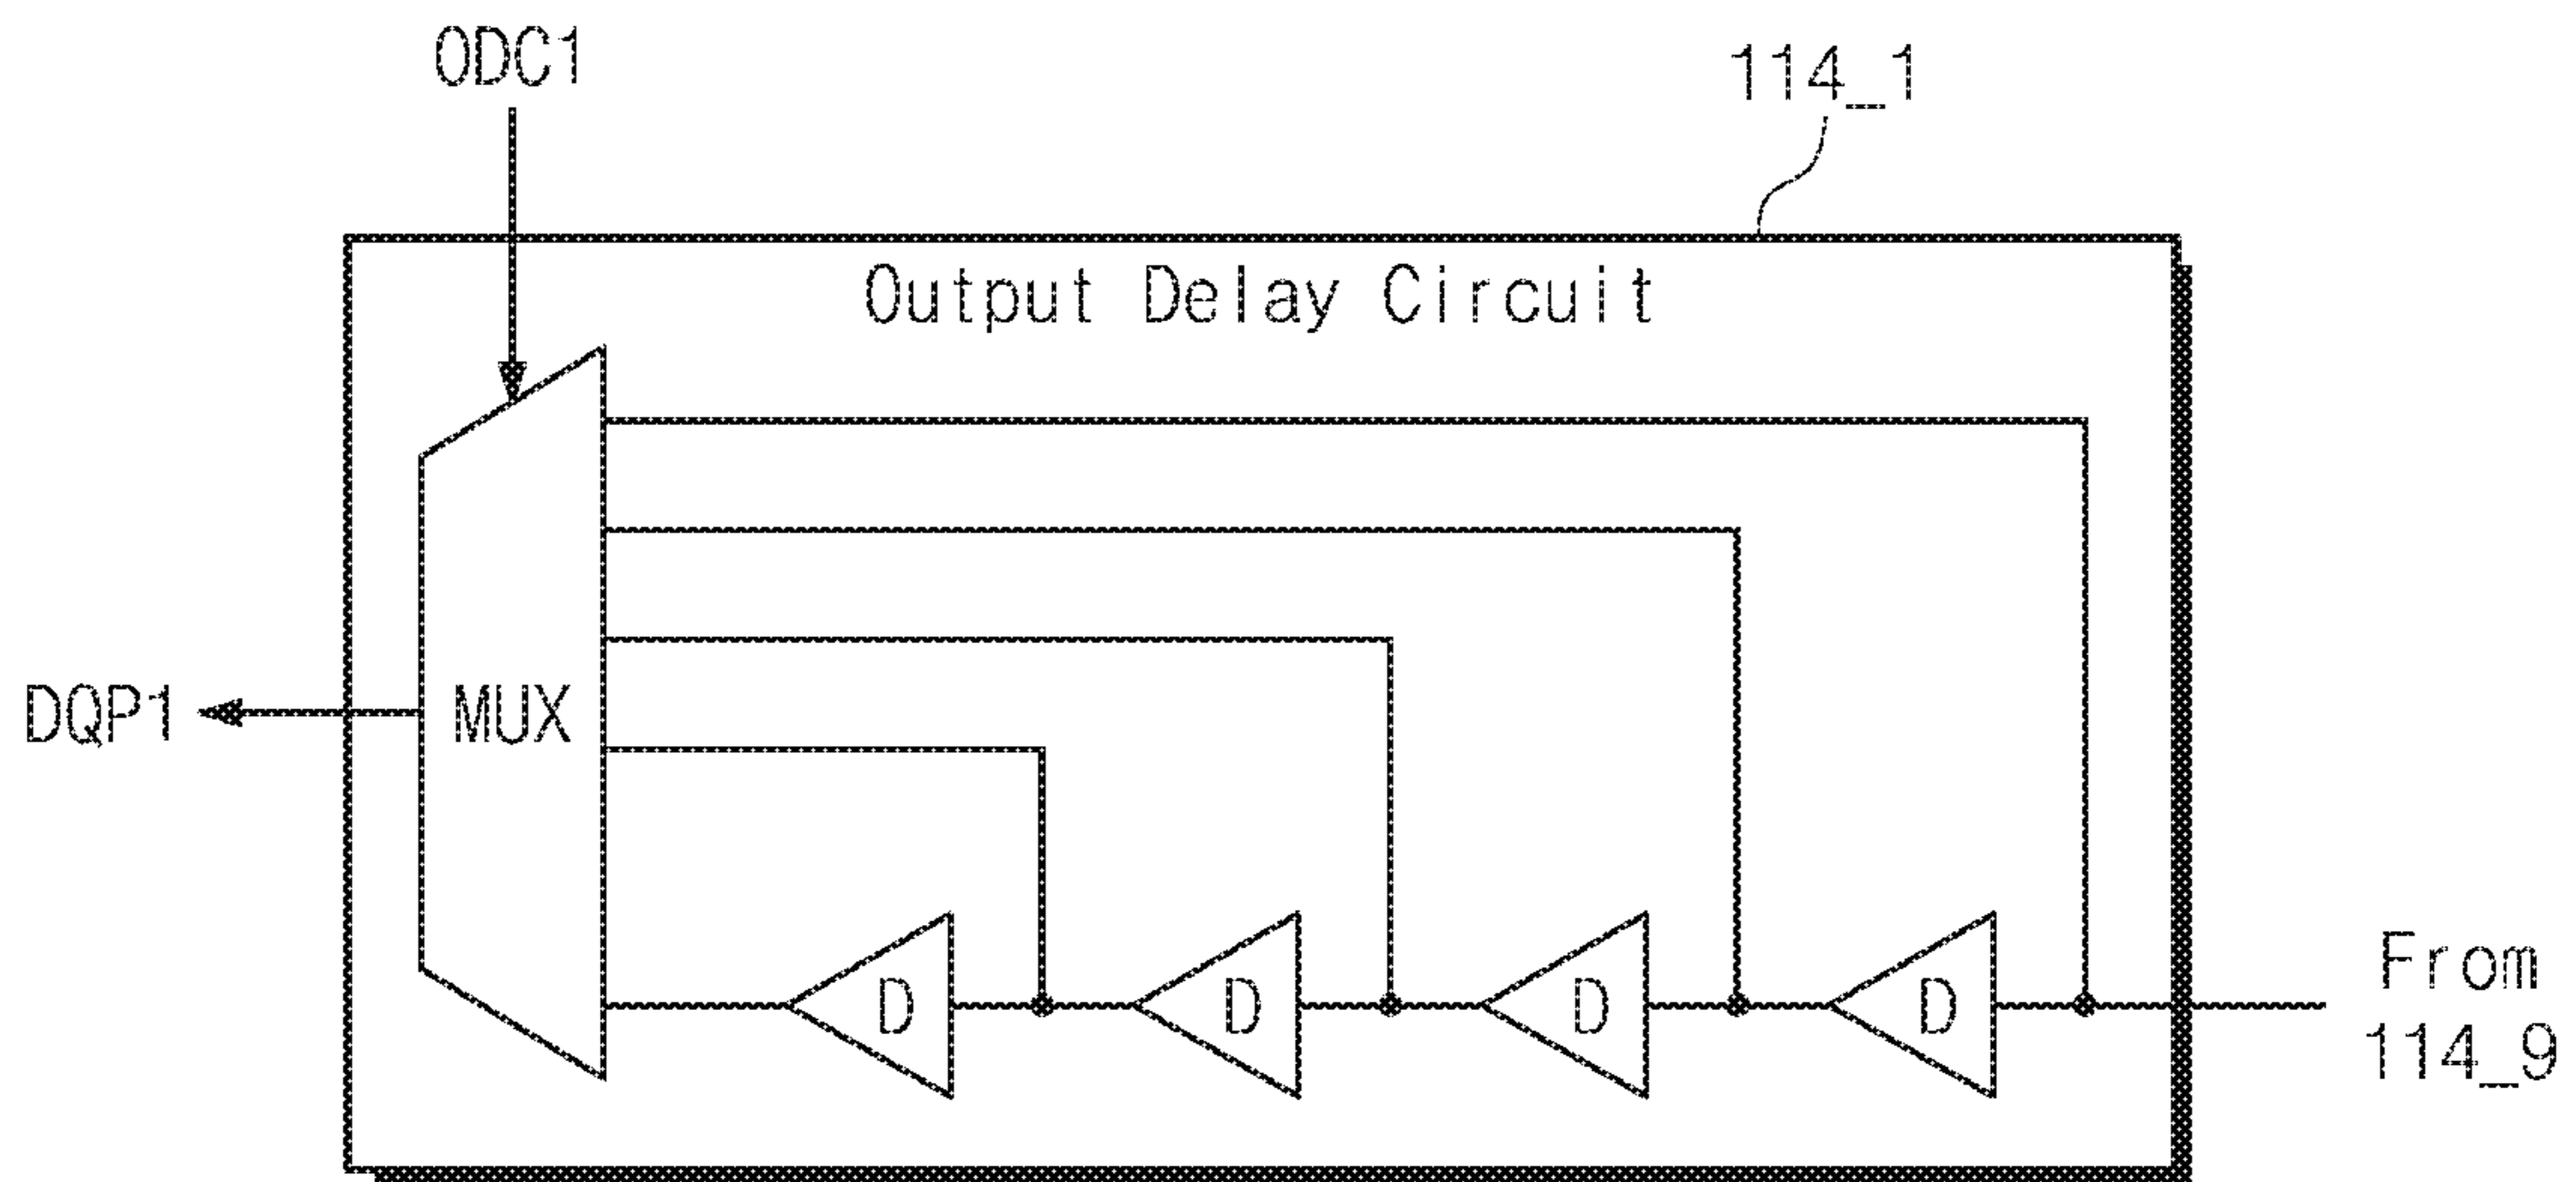 ODC1
114_1
Output Delay Circuit
DQP1
MUX
D
D
D
D
From
114_9